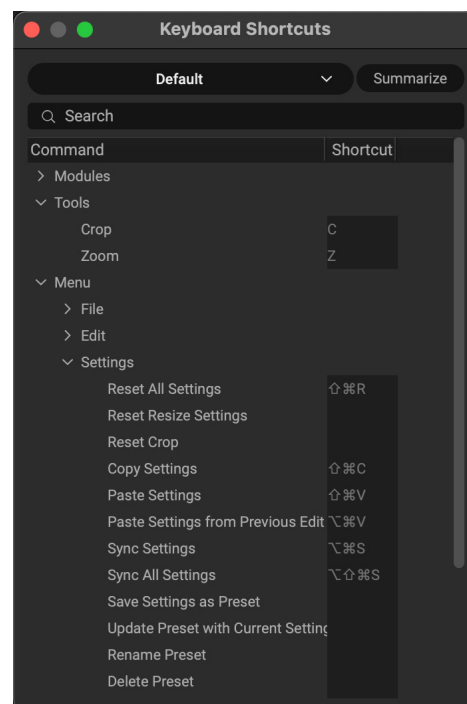 Keyboard Shortcuts
Default Summarize
Search
Command Shortcut
Modules
Tools
Crop C
Zoom Z
Menu
File
Edit
Settings
Reset All Settings ⇧⌘R
Reset Resize Settings
Reset Crop
Copy Settings ⇧⌘C
Paste Settings ⇧⌘V
Paste Settings from Previous Edit ⌥⌘V
Sync Settings ⌥⌘S
Sync All Settings ⌥⇧⌘S
Save Settings as Preset
Update Preset with Current Setting
Rename Preset
Delete Preset